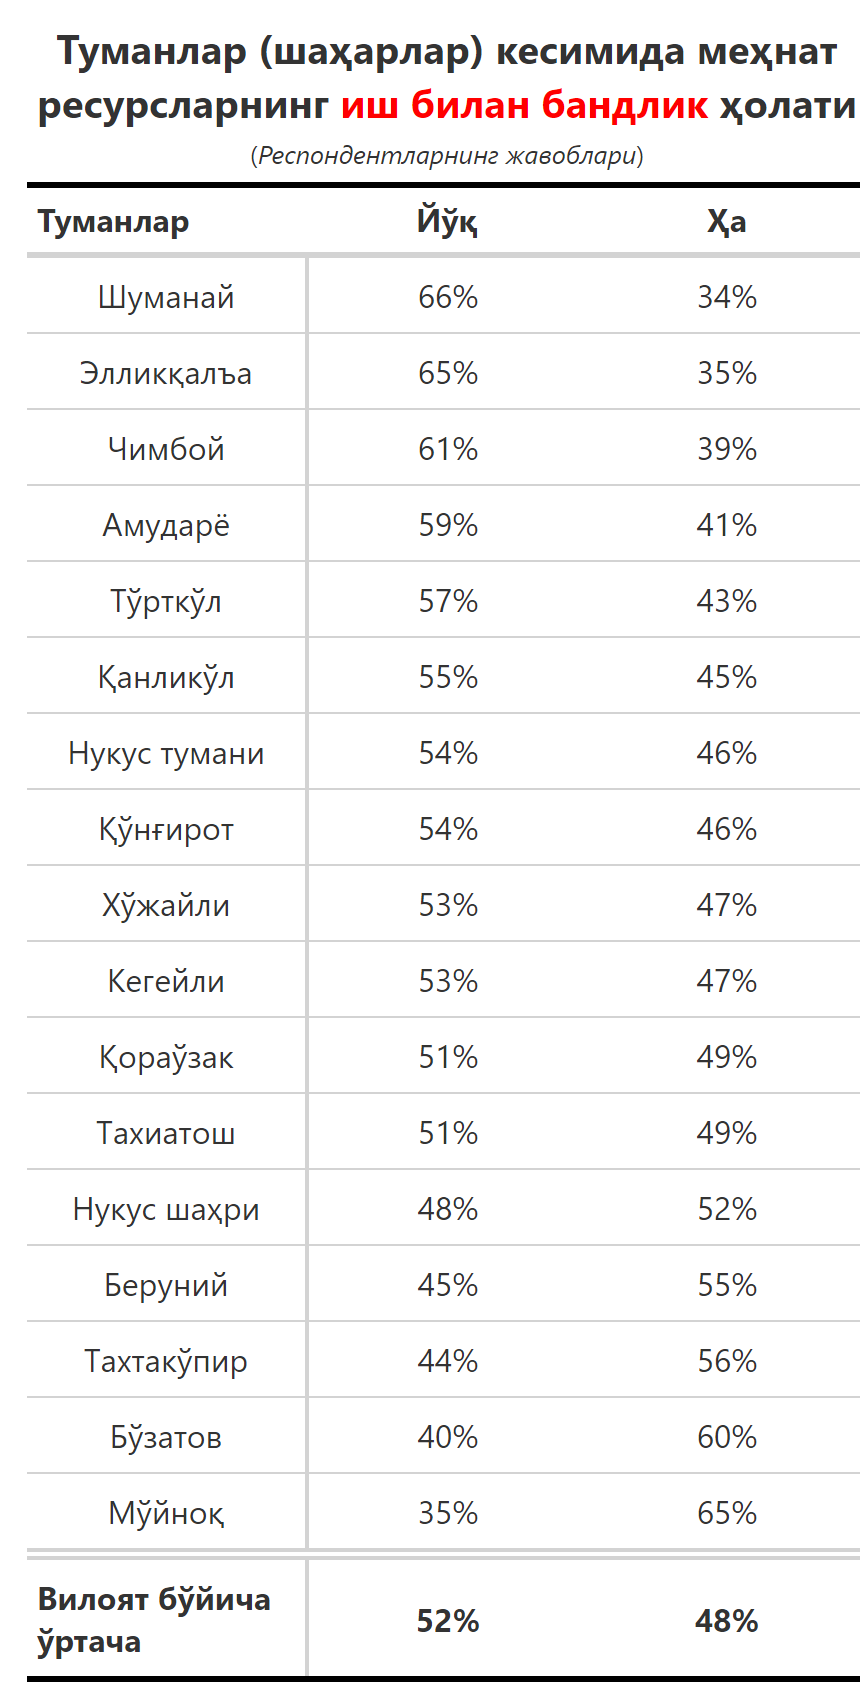 Туманлар (шаҳарлар) кесимида меҳнат
ресурсларнинг иш билан бандлик ҳолати
(Респондентларнинг жавоблари)
Туманлар Йўқ Ҳа
Шуманай 66% 34%
Элликқалъа 65% 35%
Чимбой 61% 39%
Амударё 59% 41%
Тўрткўл 57% 43%
Қанликўл 55% 45%
Нукус тумани 54% 46%
Қўнғирот 54% 46%
Хўжайли 53% 47%
Кегейли 53% 47%
Қораўзак 51% 49%
Тахиатош 51% 49%
Нукус шаҳри 48% 52%
Беруний 45% 55%
Тахтакўпир 44% 56%
Бўзатов 40% 60%
Мўйноқ 35% 65%
Вилоят бўйича
ўртача 52% 48%